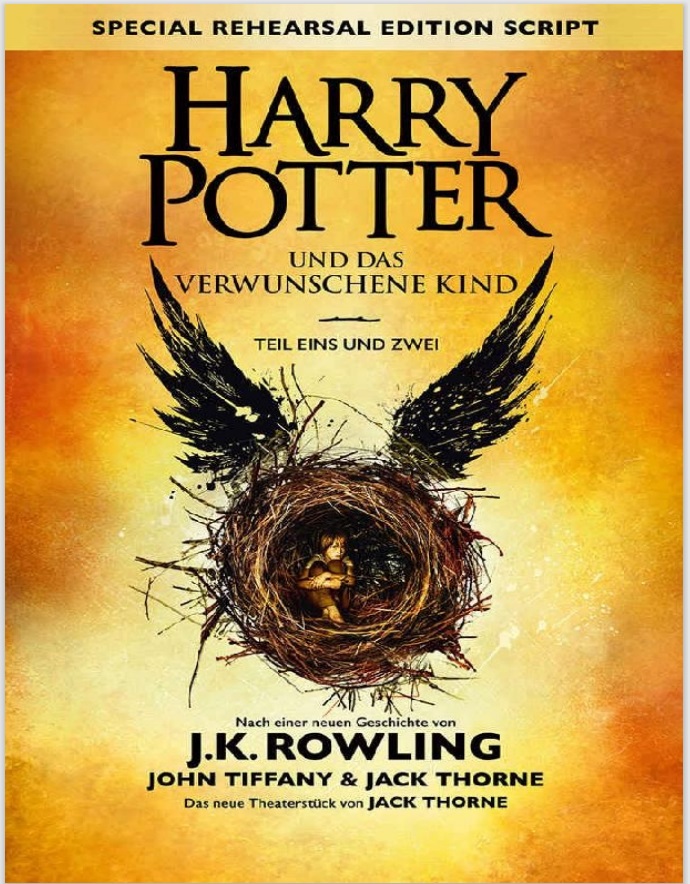 SPECIAL REHEARSAL EDITION SCRIPT
HARRY
POTTER
UND DAS
VERWUNSCHENE KIND
TEIL EINS UND ZWEI
Nach einer neuen Geschichte von
J.K. ROWLING
JOHN TIFFANY & JACK THORNE
Das neue Theaterstück von JACK THORNE